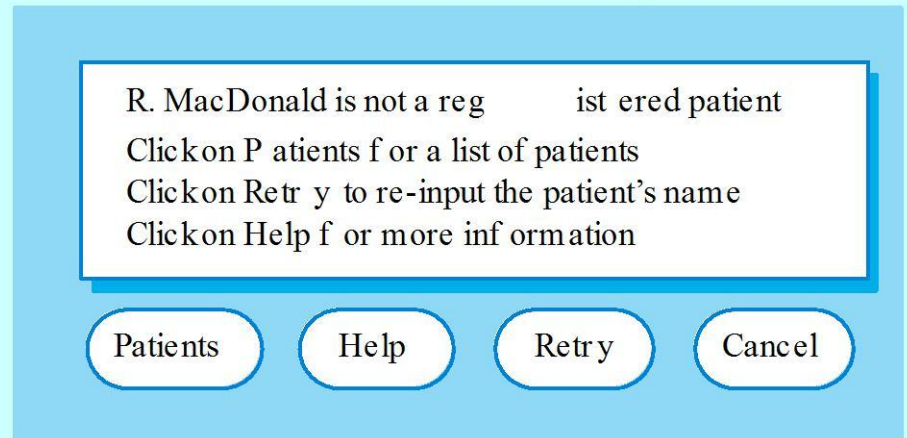 R. MacDonald is not a reg ist ered patient
Clickon P atients f or a list of patients
Clickon Retr y to re-input the patient’s name
Clickon Help f or more inf ormation
Patients Help Retry Cancel